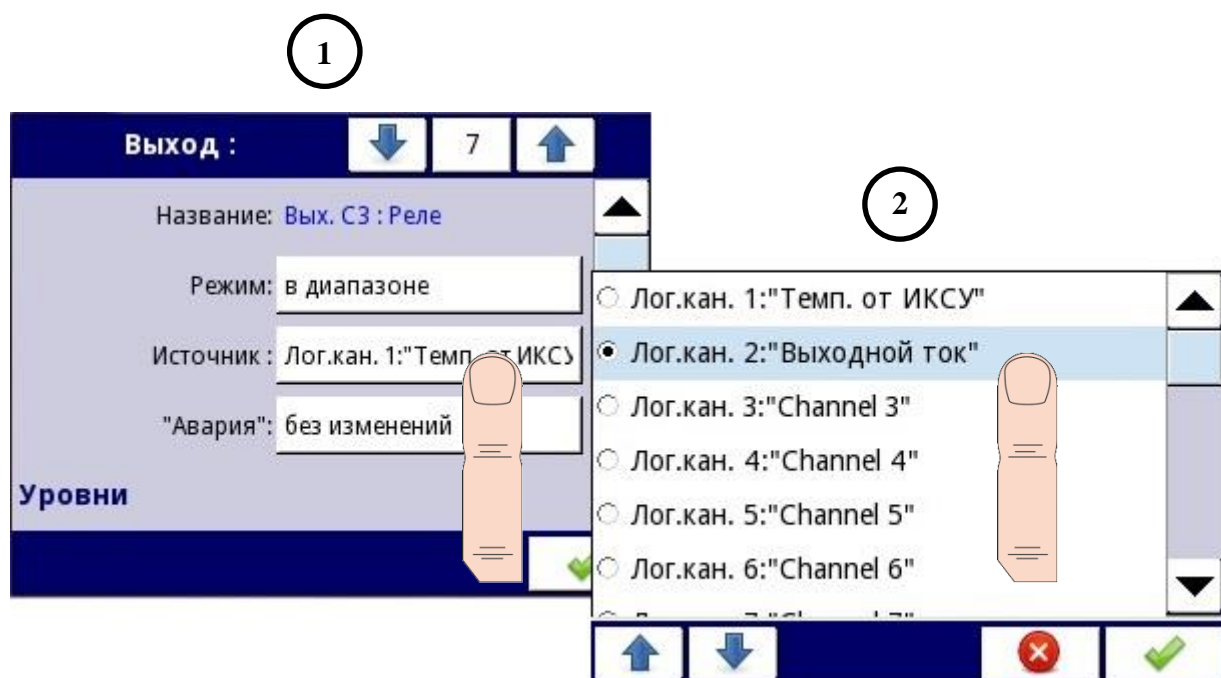 1
Выход :
7
Название: Вых. C3 : Реле
Режим: в диапазоне
Источник : Лог.кан. 1:"Темп. от ИКСУ
"Авария": без изменений
Уровни
2
Лог.кан. 1:"Темп. от ИКСУ"
Лог.кан. 2:"Выходной ток"
Лог.кан. 3:"Channel 3"
Лог.кан. 4:"Channel 4"
Лог.кан. 5:"Channel 5"
Лог.кан. 6:"Channel 6"